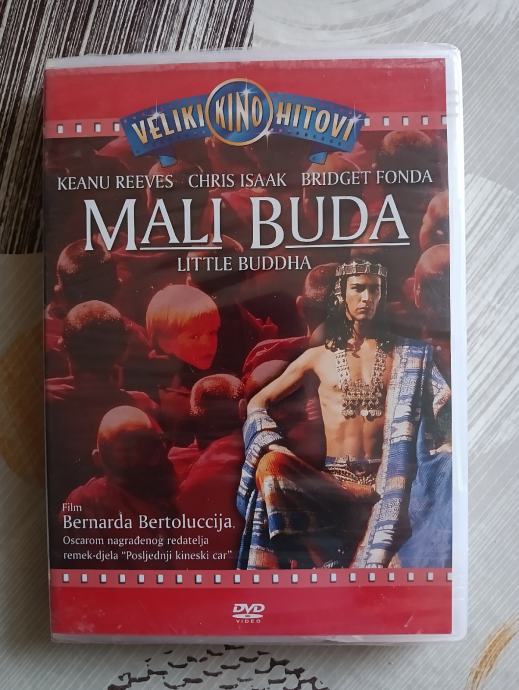 VELIKI KINO HITOVI
KEANU REEVES CHRIS ISAAK BRIDGET FONDA
MALI BUDA
LITTLE BUDDHA
Film
Bernarda Bertoluccija,
Oscarom nagrađenog redatelja
remek-djela "Posljednji kineski car"
DVD
VIDEO